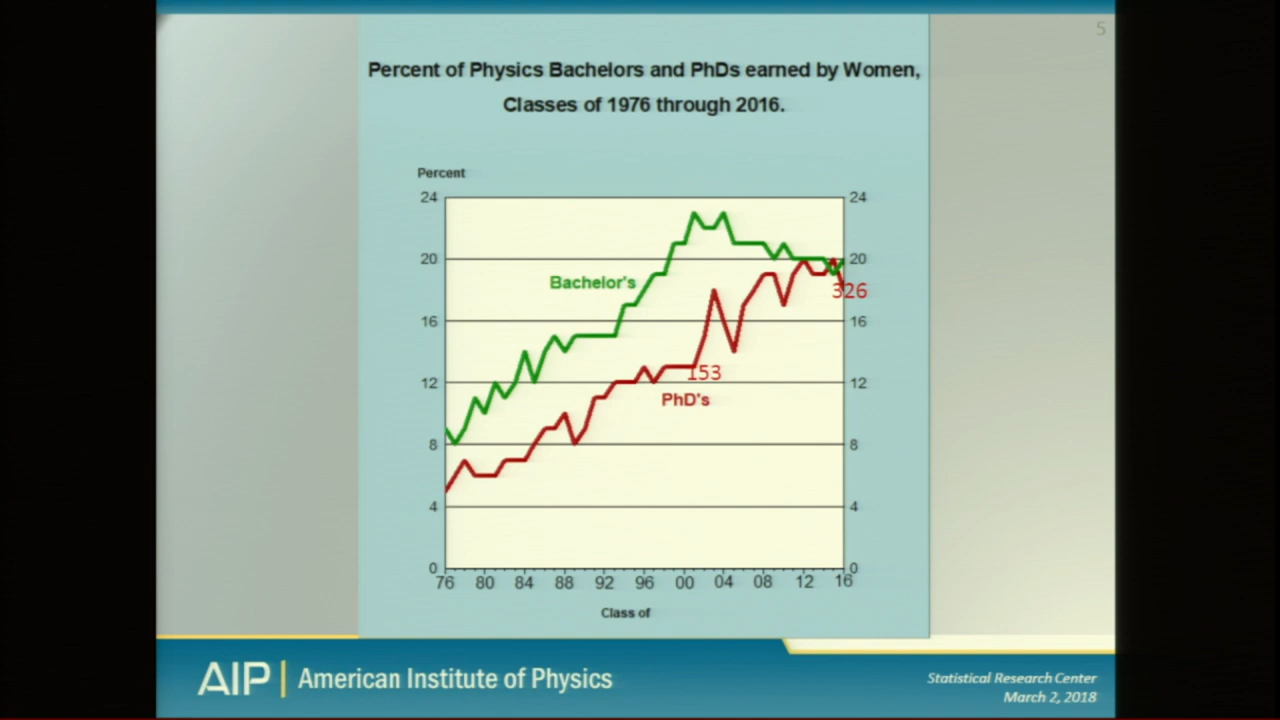 5
Percent of Physics Bachelors and PhDs earned by Women,
Classes of 1976 through 2016.
Percent
24 24
20 20
16 16
12 12
8 8
4 4
0 0
Bachelor's
326
153
PhD's
76 80 84 88 92 96 00 04 08 12 16
Class of
AIP | American Institute of Physics
Statistical Research Center
March 2, 2018